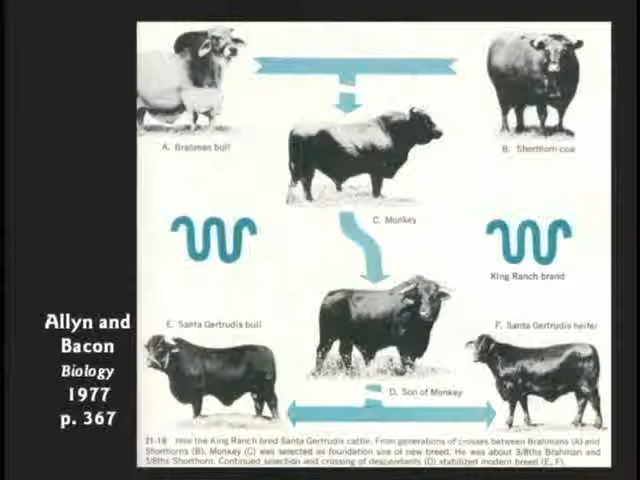 A. Brahman bull
B. Shorthorn cow
C. Monkey
King Ranch brand
Allyn and
Bacon
Biology
1977
p. 367
E. Santa Gertrudis bull
F. Santa Gertrudis heifer
D. Son of Monkey
21-18 How the King Ranch bred Santa Gertrudis cattle. From generations of crosses between Brahmans (A) and
Shorthorns (B), Monkey (C) was selected as foundation sire of new breed. He was about 3/8ths Brahman and
5/8ths Shorthorn. Continued selection and crossing of descendants (D) stabilized modern breed (E, F).